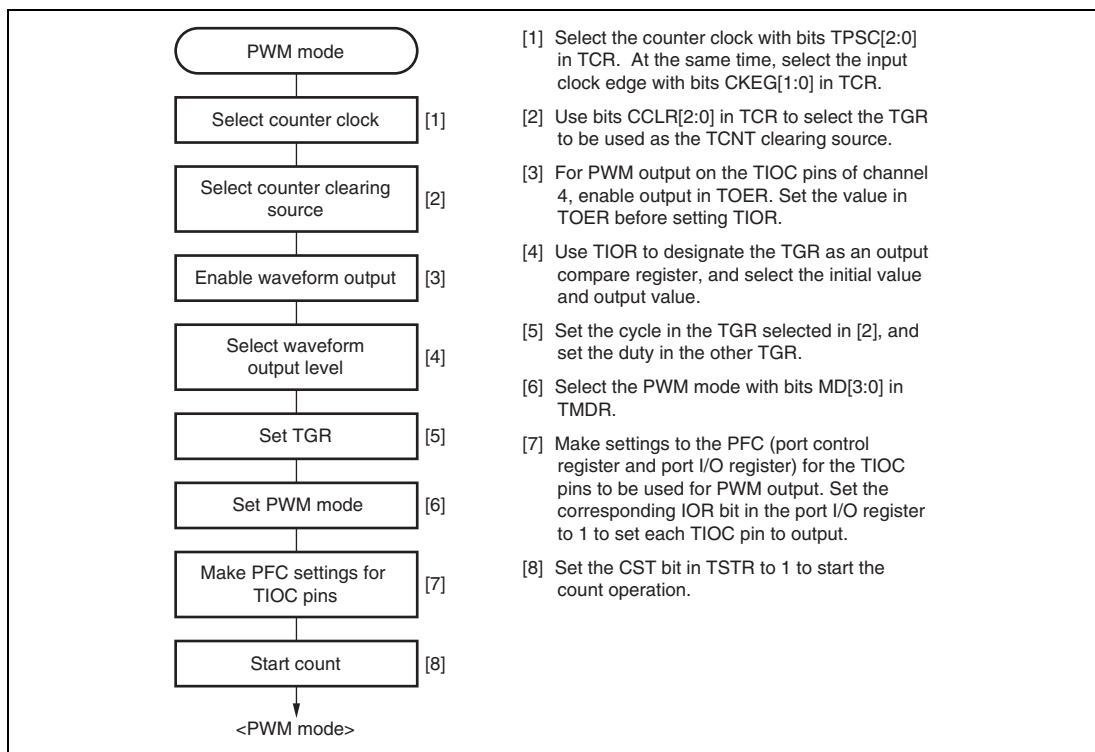 PWM mode
Select counter clock
[1]
Select counter clearing
source
[2]
Enable waveform output
[3]
Select waveform
output level
[4]
Set TGR
[5]
Set PWM mode
[6]
Make PFC settings for
TIOC pins
[7]
Start count
[8]
<PWM mode>
[1] Select the counter clock with bits TPSC[2:0]
in TCR. At the same time, select the input
clock edge with bits CKEG[1:0] in TCR.
[2] Use bits CCLR[2:0] in TCR to select the TGR
to be used as the TCNT clearing source.
[3] For PWM output on the TIOC pins of channel
4, enable output in TOER. Set the value in
TOER before setting TIOR.
[4] Use TIOR to designate the TGR as an output
compare register, and select the initial value
and output value.
[5] Set the cycle in the TGR selected in [2], and
set the duty in the other TGR.
[6] Select the PWM mode with bits MD[3:0] in
TMDR.
[7] Make settings to the PFC (port control
register and port I/O register) for the TIOC
pins to be used for PWM output. Set the
corresponding IOR bit in the port I/O register
to 1 to set each TIOC pin to output.
[8] Set the CST bit in TSTR to 1 to start the
count operation.